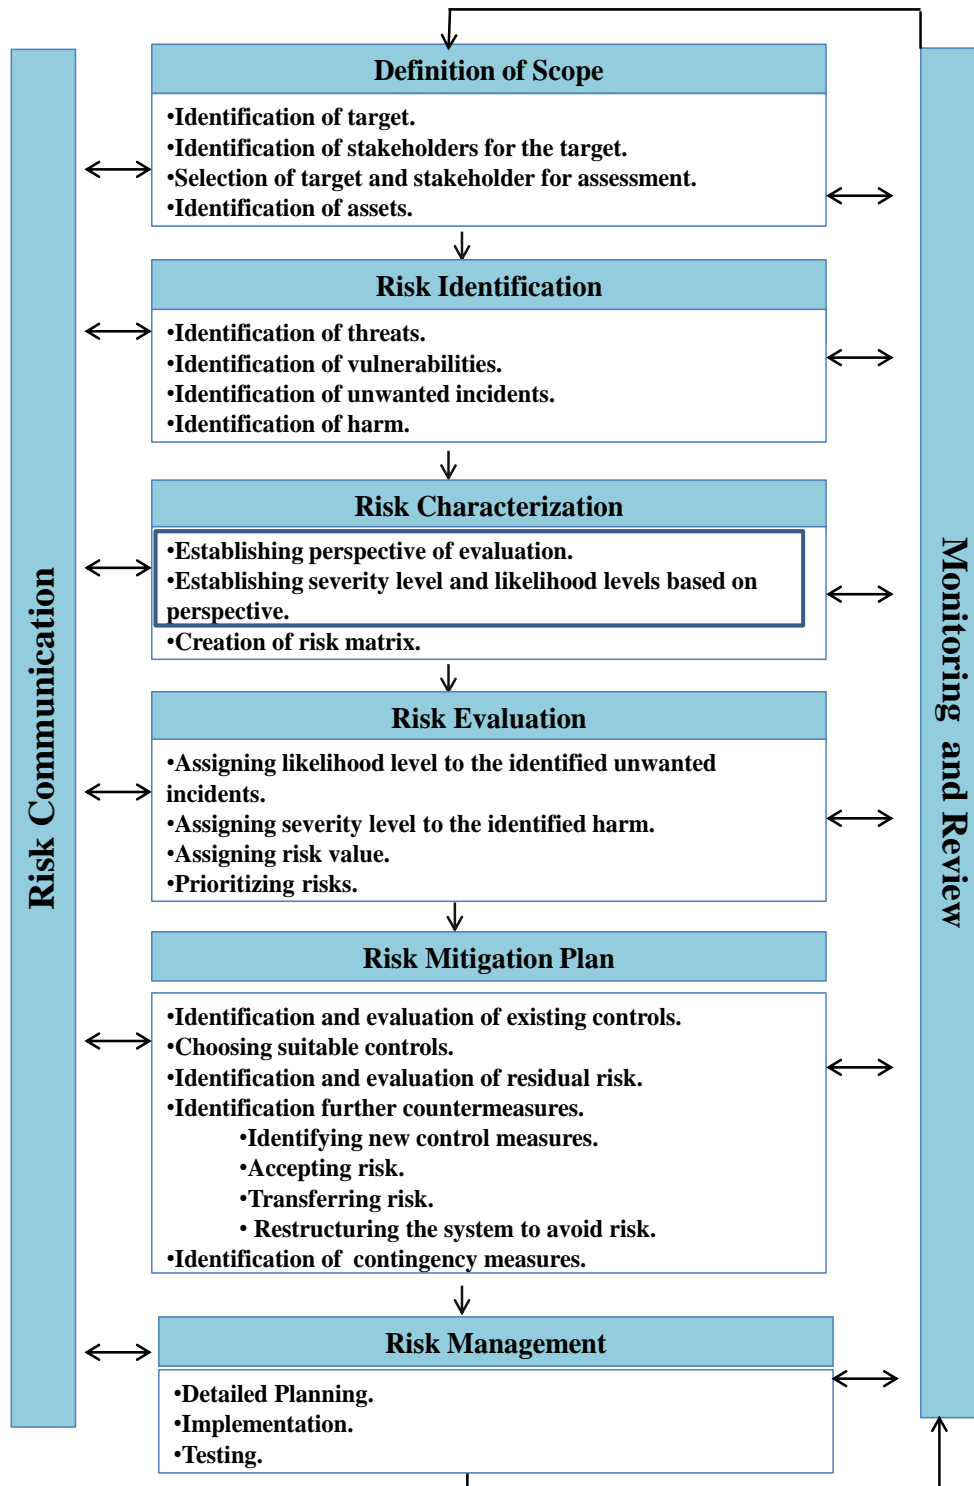 Definition of Scope
•Identification of target.
•Identification of stakeholders for the target.
•Selection of target and stakeholder for assessment.
•Identification of assets.
Risk Identification
•Identification of threats.
•Identification of vulnerabilities.
•Identification of unwanted incidents.
•Identification of harm.
Risk Characterization
•Establishing perspective of evaluation.
•Establishing severity level and likelihood levels based on
perspective.
•Creation of risk matrix.
Risk Evaluation
•Assigning likelihood level to the identified unwanted
incidents.
•Assigning severity level to the identified harm.
•Assigning risk value.
•Prioritizing risks.
Risk Mitigation Plan
•Identification and evaluation of existing controls.
•Choosing suitable controls.
•Identification and evaluation of residual risk.
•Identification further countermeasures.
•Identifying new control measures.
•Accepting risk.
•Transferring risk.
• Restructuring the system to avoid risk.
•Identification of contingency measures.
Risk Management
•Detailed Planning.
•Implementation.
•Testing.
Risk Communication
Monitoring and Review